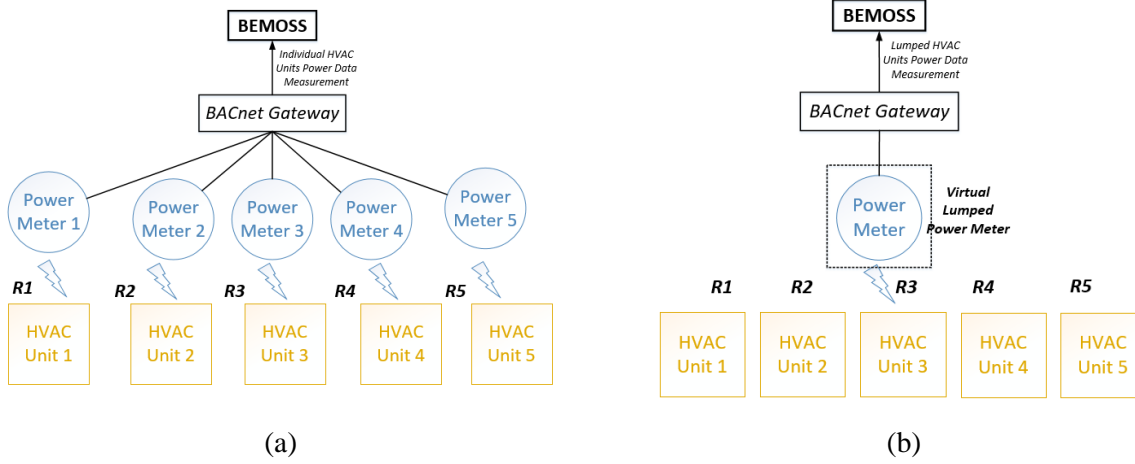 BEMOSS
Individual HVAC
Units Power Data
Measurement
BACnet Gateway
Power
Meter 1
Power
Meter 2
Power
Meter 3
Power
Meter 4
Power
Meter 5
R1
R2
R3
R4
R5
HVAC
Unit 1
HVAC
Unit 2
HVAC
Unit 3
HVAC
Unit 4
HVAC
Unit 5
(a)
BEMOSS
Lumped HVAC
Units Power Data
Measurement
BACnet Gateway
Power
Meter
Virtual
Lumped
Power Meter
R1
R2
R3
R4
R5
HVAC
Unit 1
HVAC
Unit 2
HVAC
Unit 3
HVAC
Unit 4
HVAC
Unit 5
(b)